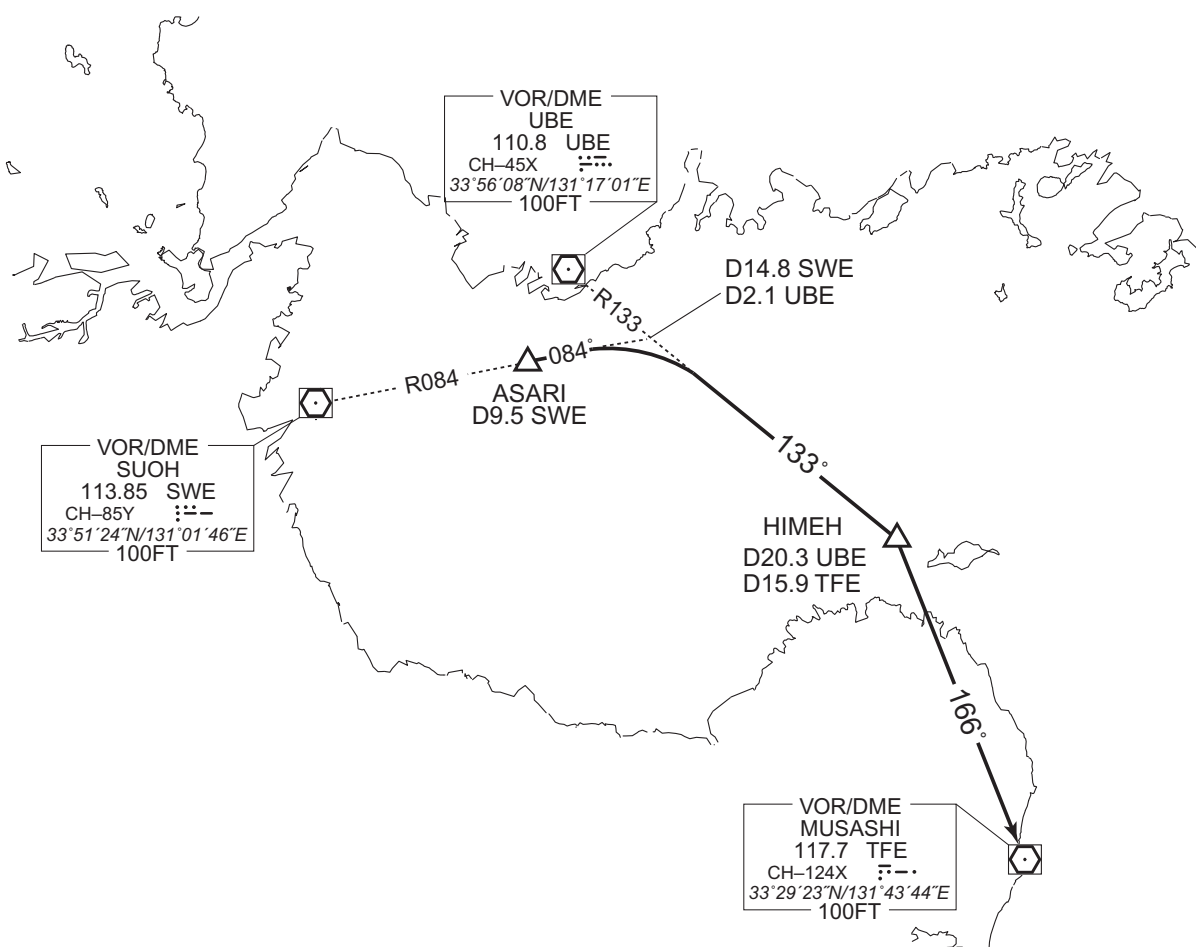 VOR/DME
UBE
110.8 UBE
CH–45X
33°56´08˝N/131°17´01˝E
100FT
D14.8 SWE
D2.1 UBE
R133
084°
R084
ASARI
D9.5 SWE
VOR/DME
SUOH
113.85 SWE
CH–85Y
33°51´24˝N/131°01´46˝E
100FT
133°
HIMEH
D20.3 UBE
D15.9 TFE
166°
VOR/DME
MUSASHI
117.7 TFE
CH–124X
33°29´23˝N/131°43´44˝E
100FT